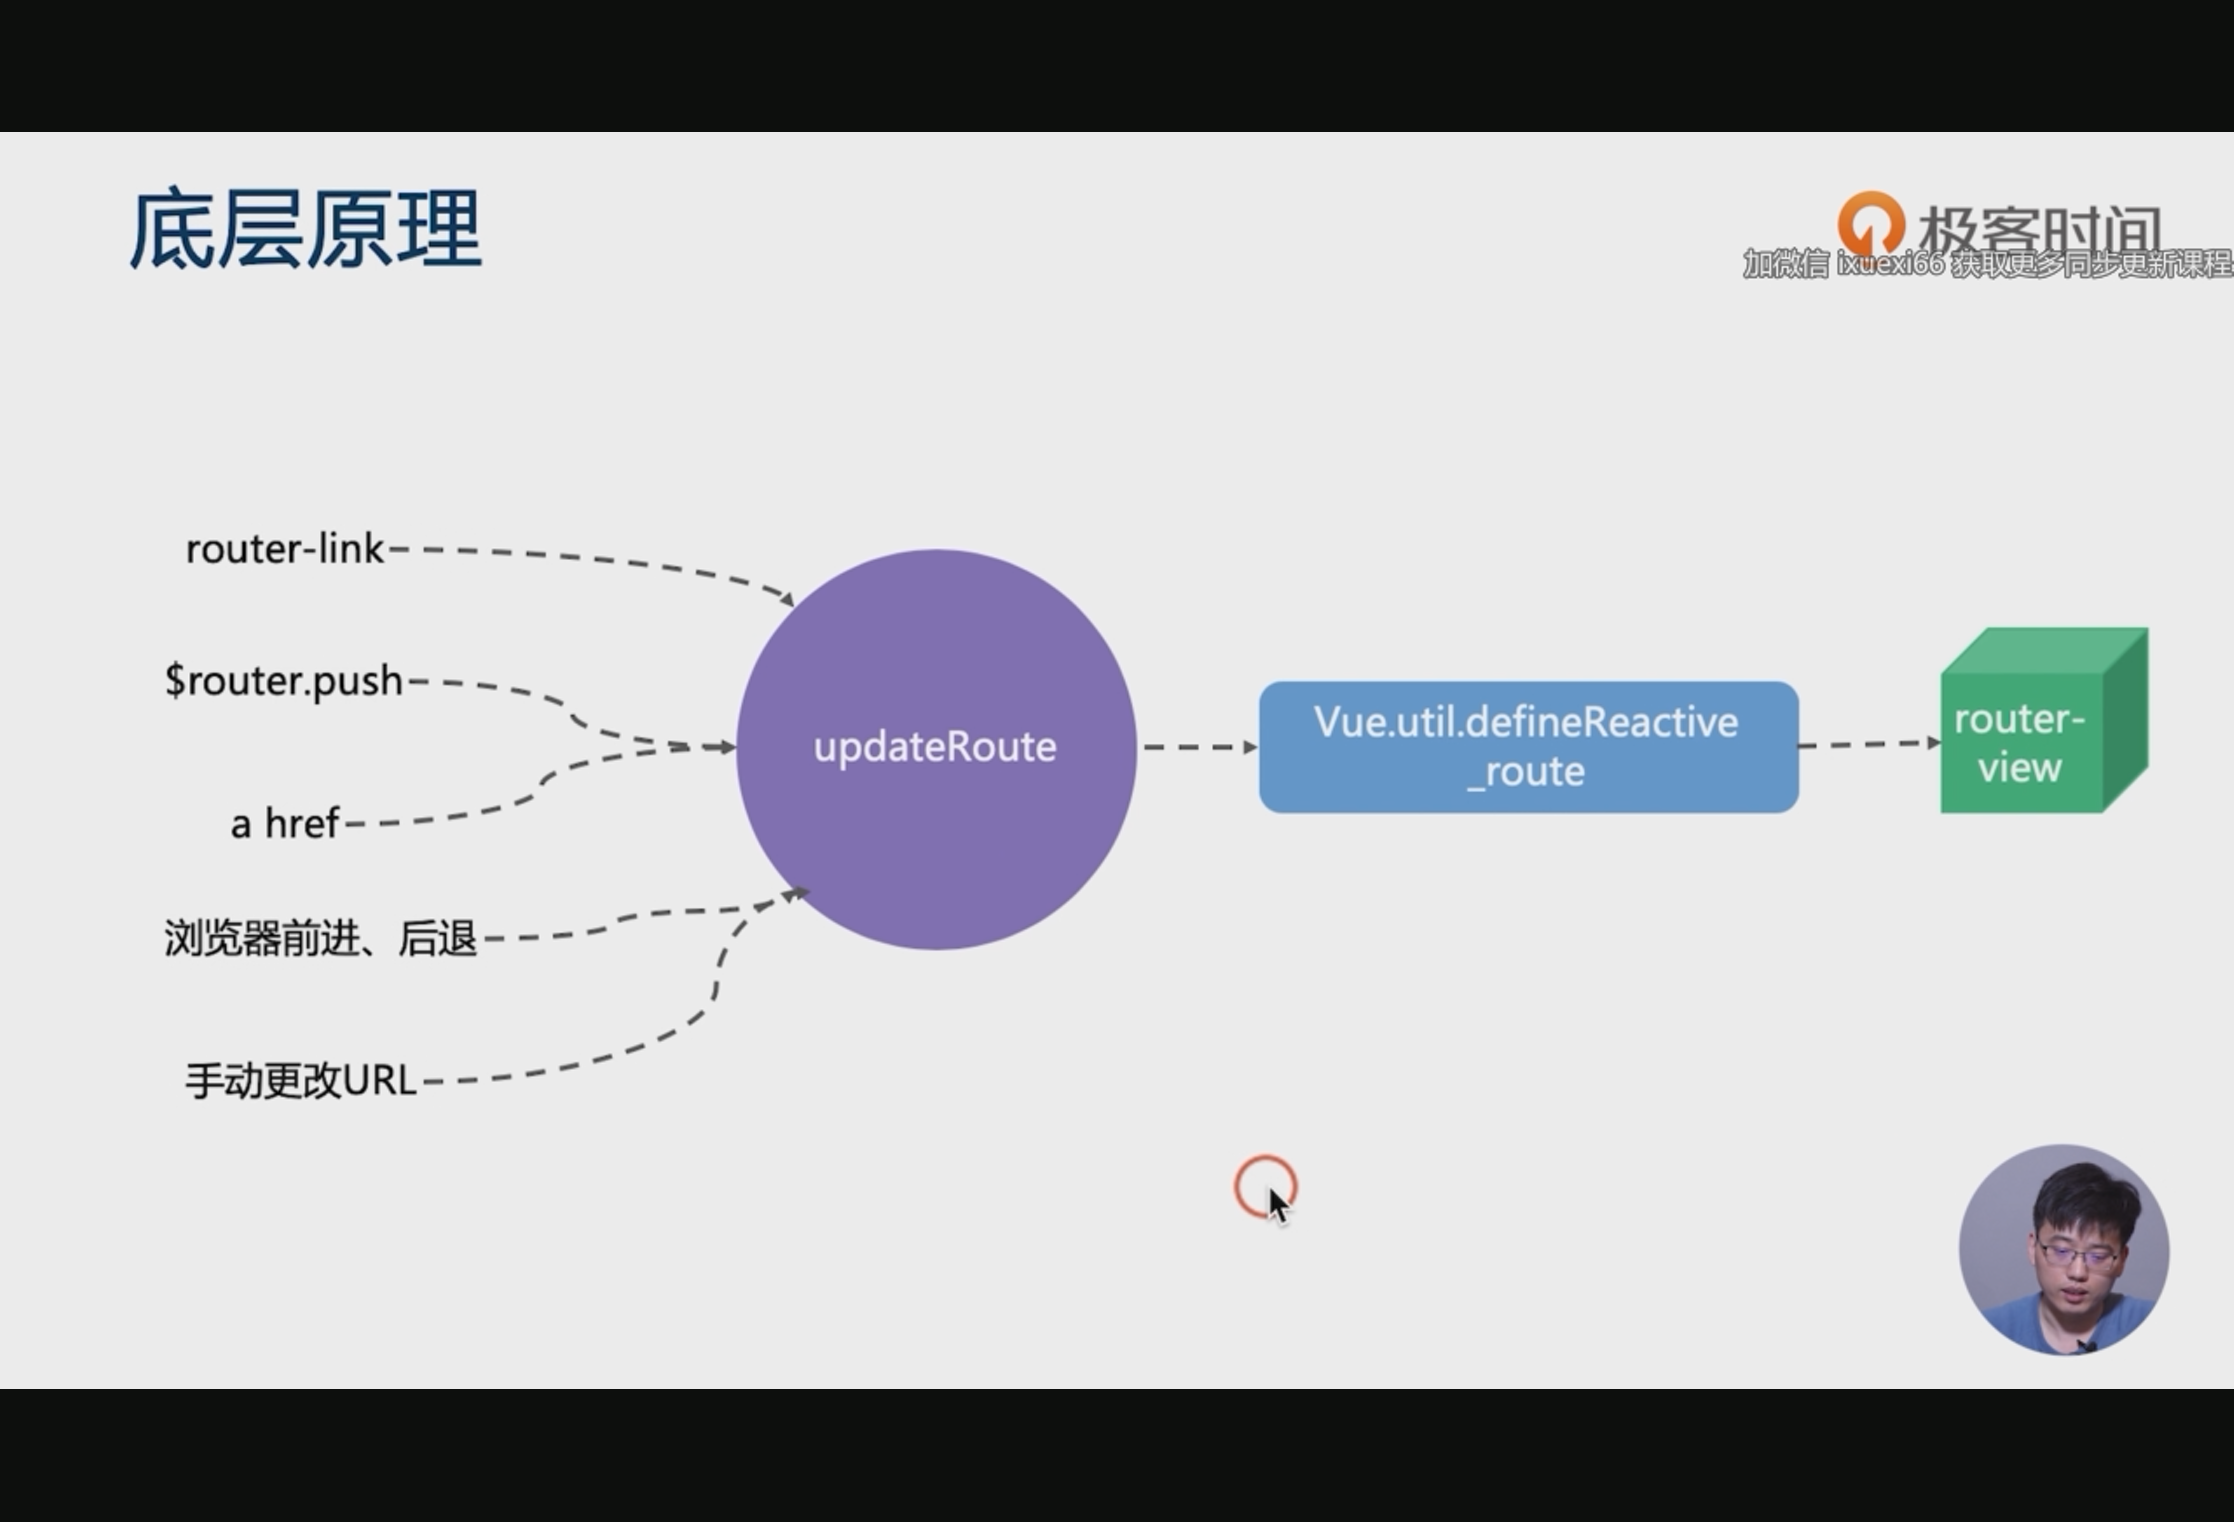 底层原理
极客时间
加微信 ixuexi66 获取更多同步更新课程
router-link
$router.push
a href
浏览器前进、后退
手动更改URL
updateRoute
Vue.util.defineReactive
_route
router-
view